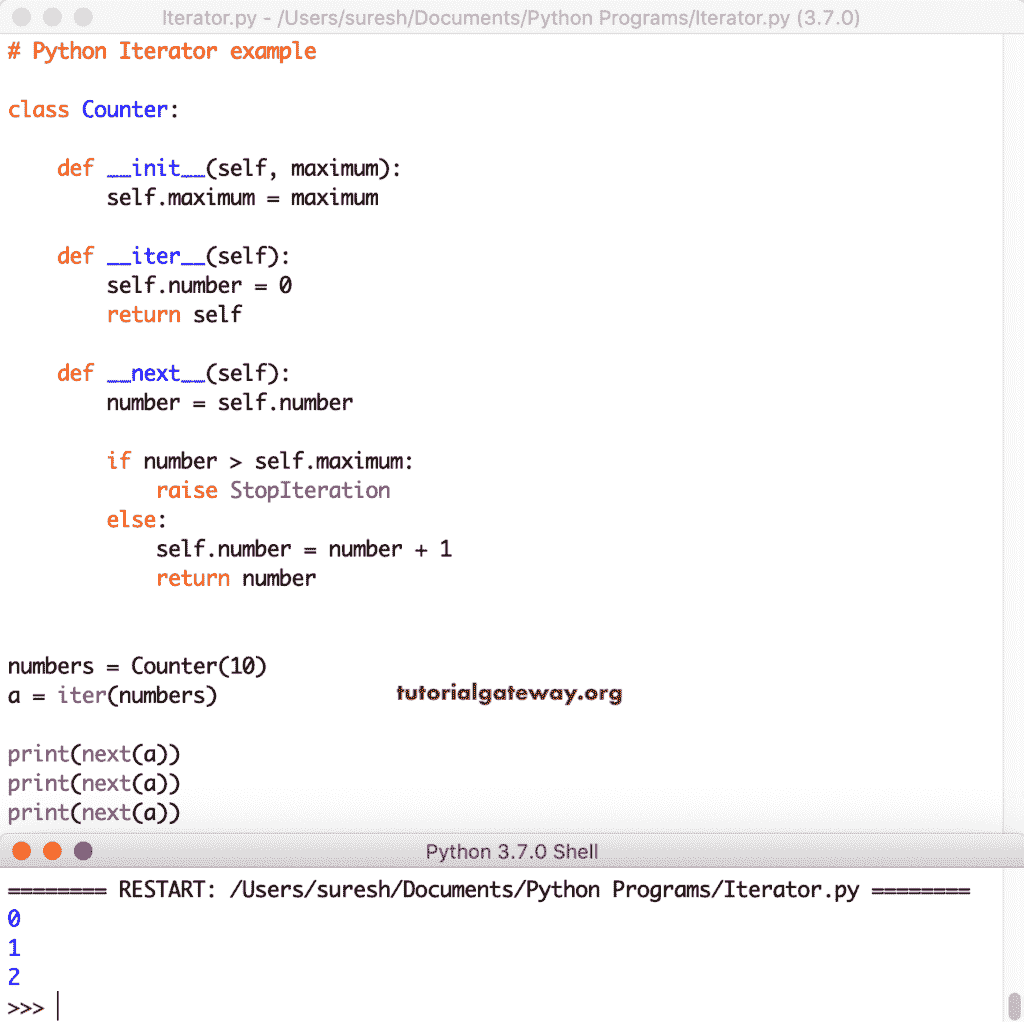 Iterator.py - /Users/suresh/Documents/Python Programs/Iterator.py (3.7.0)
# Python Iterator example
class Counter:
    def __init__(self, maximum):
        self.maximum = maximum
    def __iter__(self):
        self.number = 0
        return self
    def __next__(self):
        number = self.number
        if number > self.maximum:
            raise StopIteration
        else:
            self.number = number + 1
            return number
numbers = Counter(10)
a = iter(numbers)
tutorialgateway.org
print(next(a))
print(next(a))
print(next(a))
Python 3.7.0 Shell
======== RESTART: /Users/suresh/Documents/Python Programs/Iterator.py ========
0
1
2
>>>